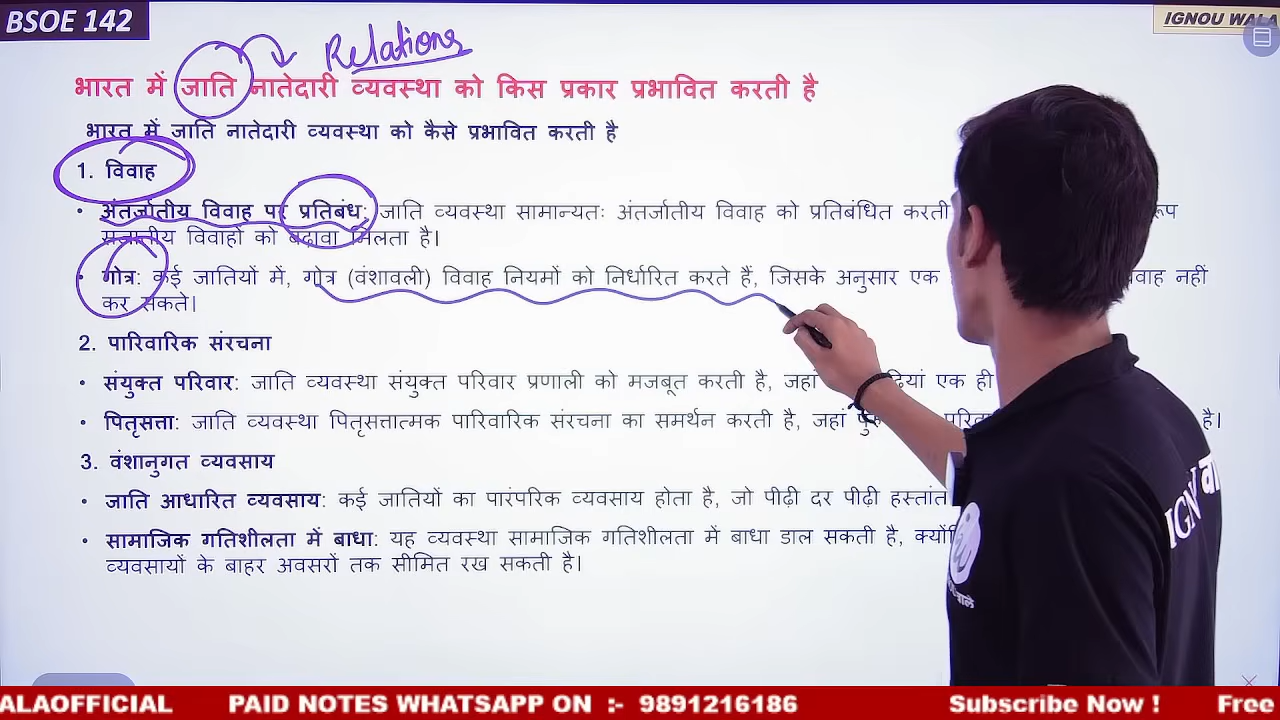 BSOE 142
IGNOU WALA
Relations
भारत में जाति नातेदारी व्यवस्था को किस प्रकार प्रभावित करती है
भारत में जाति नातेदारी व्यवस्था को कैसे प्रभावित करती है
1. विवाह
• अंतर्जातीय विवाह पर प्रतिबंध: जाति व्यवस्था सामान्यतः अंतर्जातीय विवाह को प्रतिबंधित करती
सजातीय विवाहों को बढ़ावा मिलता है।
• गोत्र: कई जातियों में, गोत्र (वंशावली) विवाह नियमों को निर्धारित करते हैं, जिसके अनुसार एक नहीं
कर सकते।
2. पारिवारिक संरचना
• संयुक्त परिवार: जाति व्यवस्था संयुक्त परिवार प्रणाली को मजबूत करती है, जहां एक ही
• पितृसत्ता: जाति व्यवस्था पितृसत्तात्मक पारिवारिक संरचना का समर्थन करती है, जहां है।
3. वंशानुगत व्यवसाय
• जाति आधारित व्यवसाय: कई जातियों का पारंपरिक व्यवसाय होता है, जो पीढ़ी दर पीढ़ी
• सामाजिक गतिशीलता में बाधा: यह व्यवस्था सामाजिक गतिशीलता में बाधा डाल सकती है,
व्यवसायों के बाहर अवसरों तक सीमित रख सकती है।
IGN वा
ALAOFFICIAL PAID NOTES WHATSAPP ON :- 9891216186 Subscribe Now ! Free